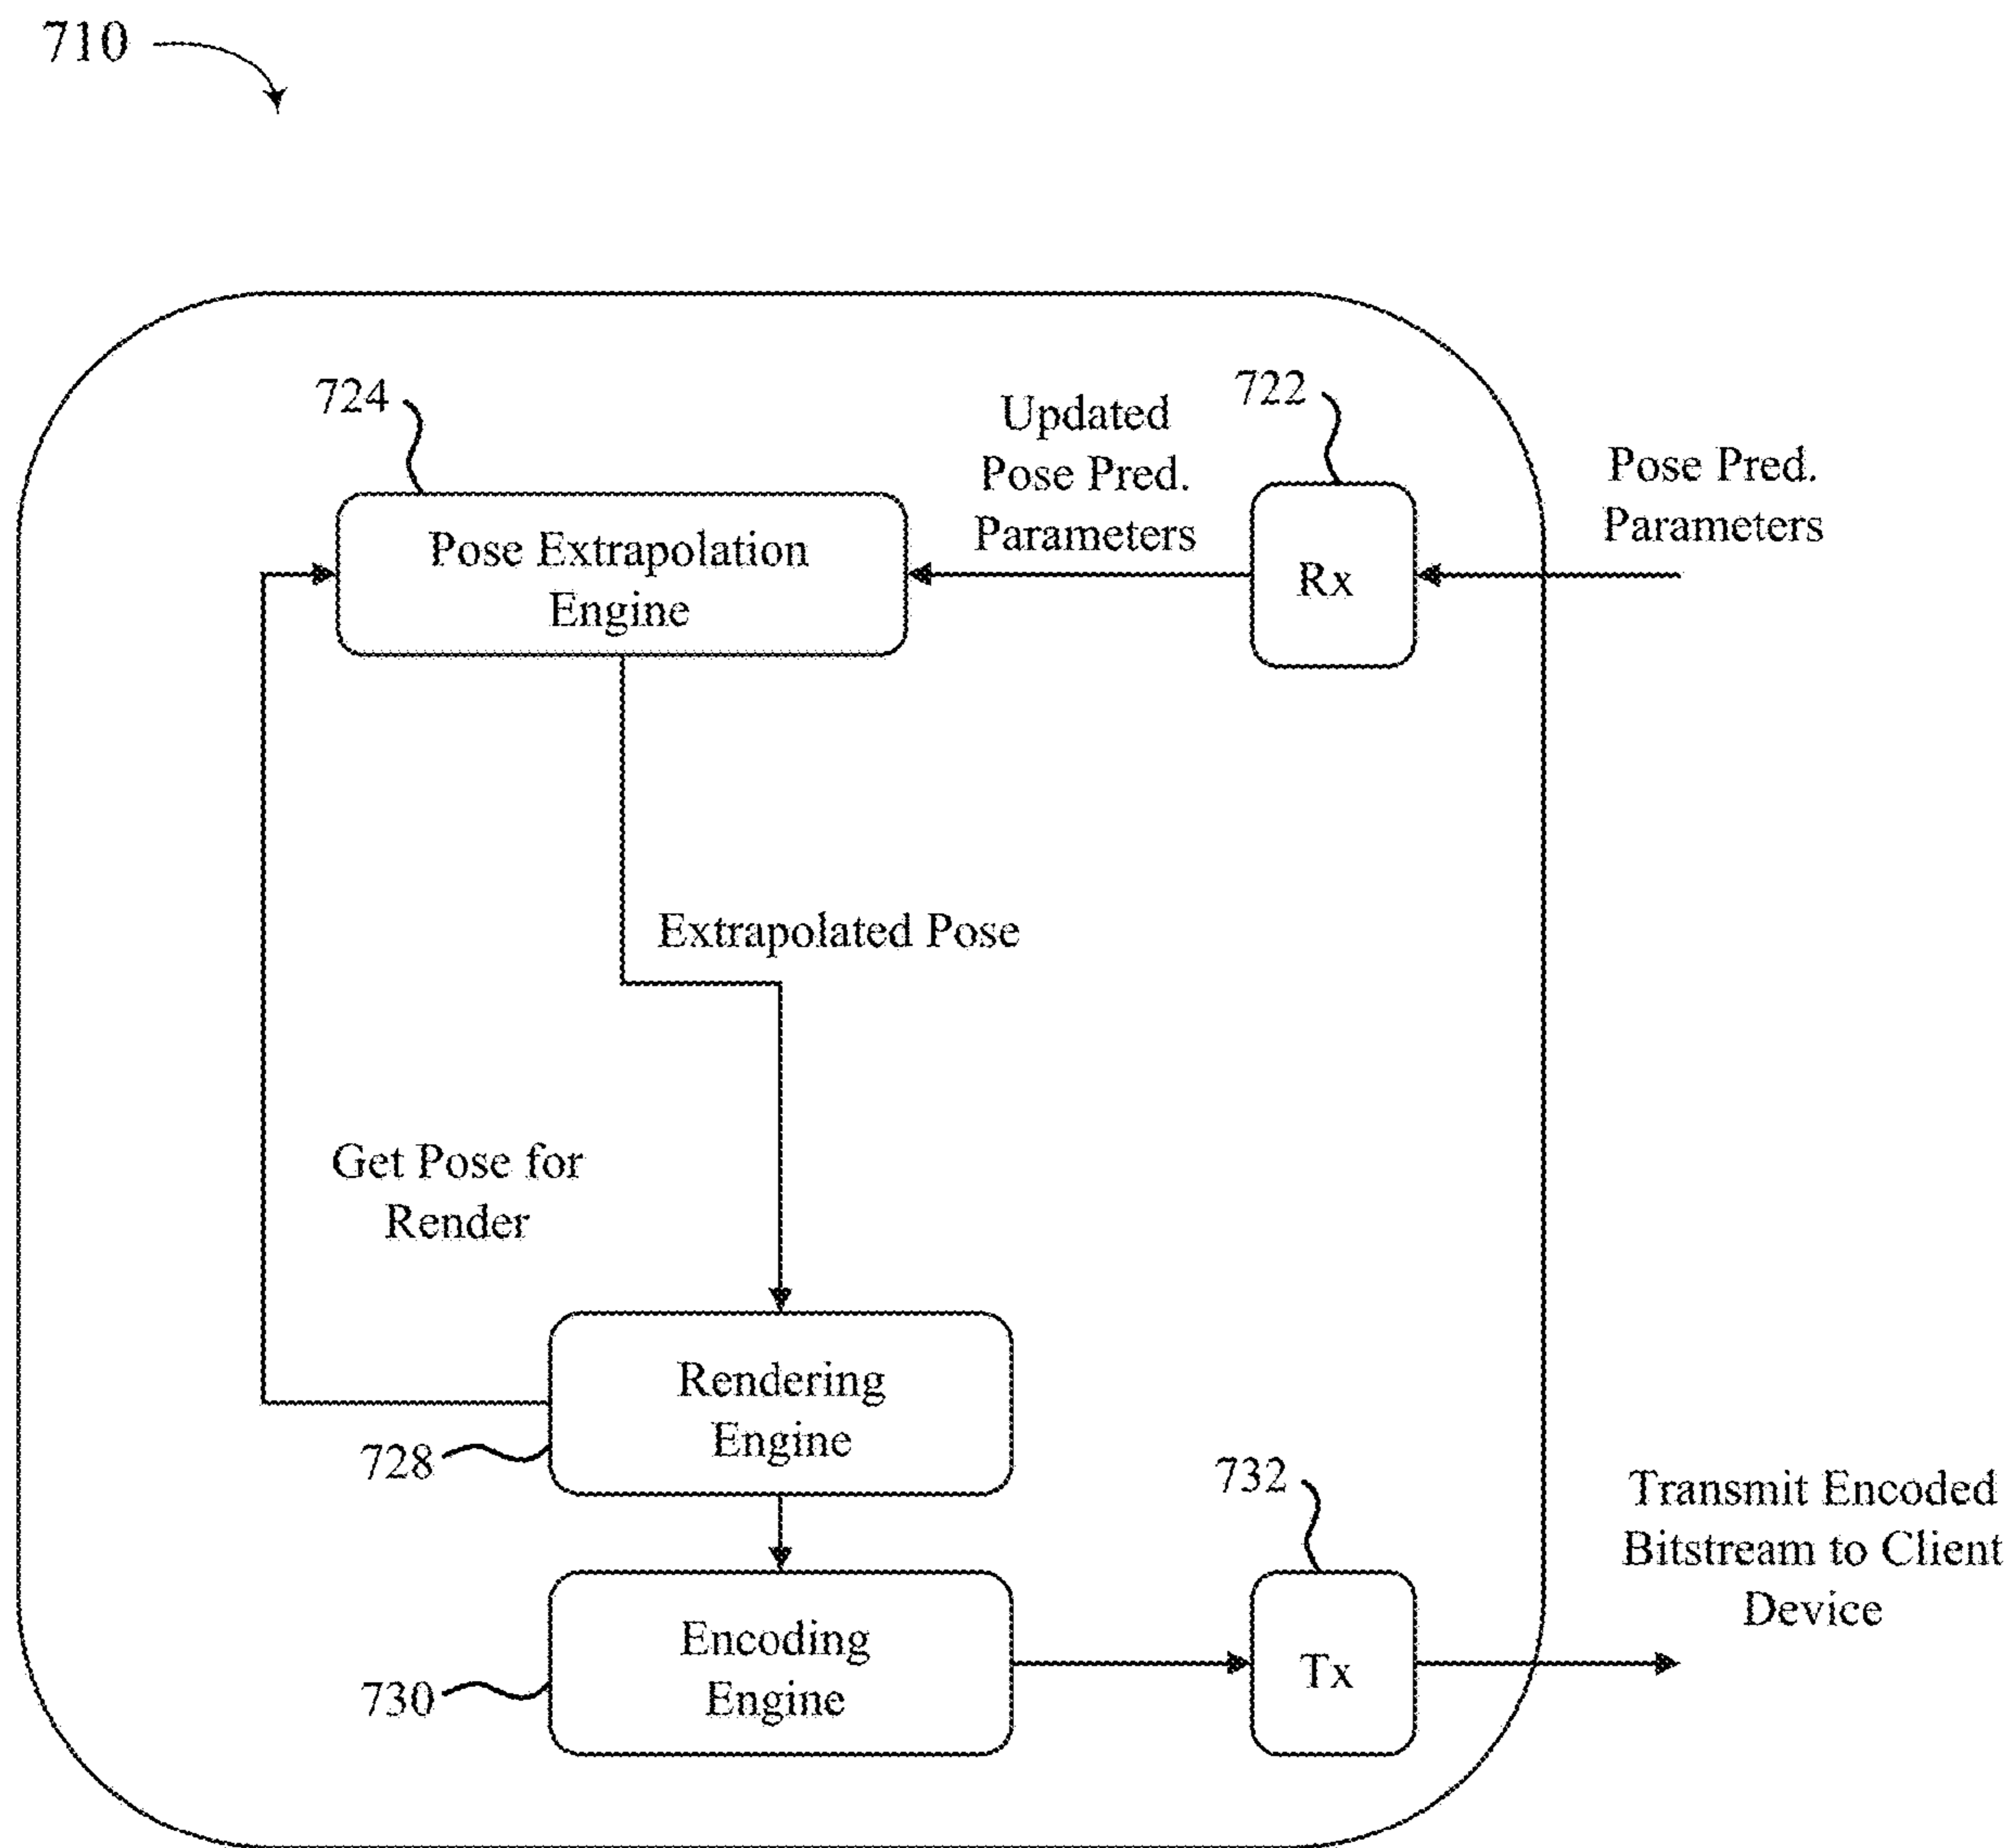 710
724
Updated
Pose Pred.
Parameters
722
Pose Pred.
Parameters
Pose Extrapolation
Engine
Rx
Extrapolated Pose
Get Pose for
Render
Rendering
Engine
728
732
Transmit Encoded
Bitstream to Client
Device
Encoding
Engine
730
Tx